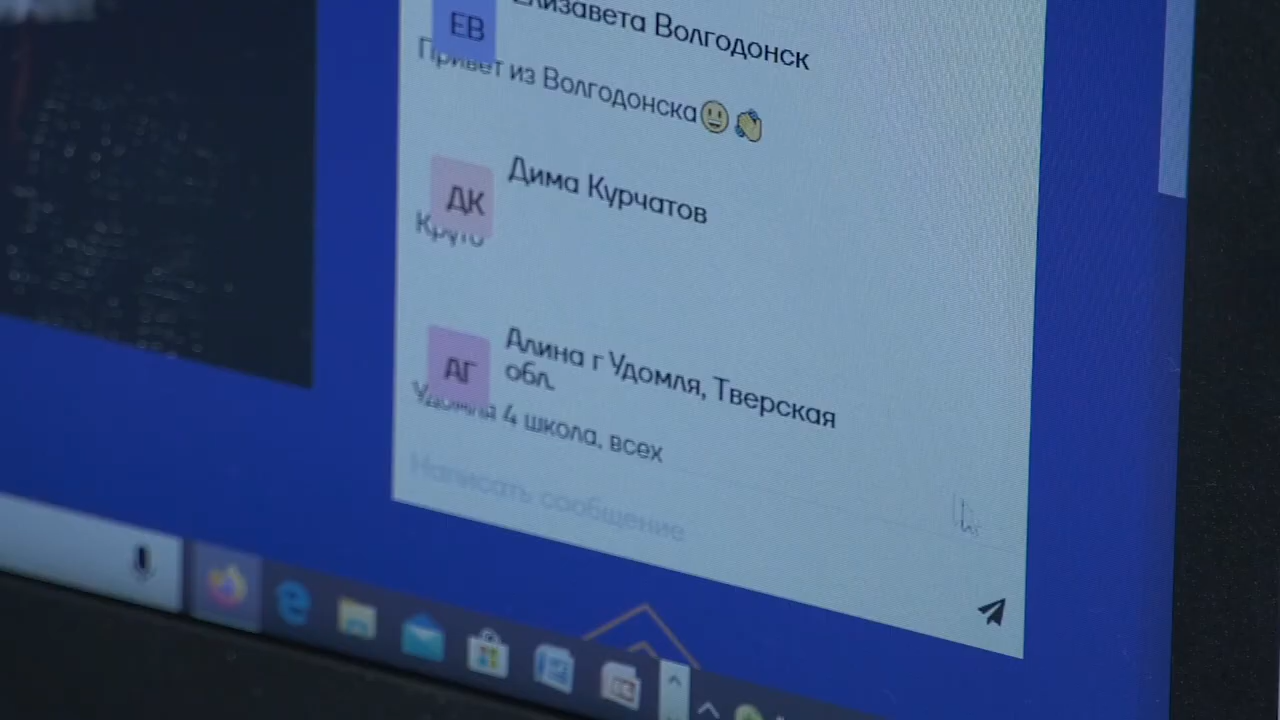 ЕВ
Елизавета Волгодонск
Привет из Волгодонска😃👏
ДК
Дима Курчатов
Круто
АГ
Алина г Удомля, Тверская
обл.
Удомля 4 школа, всех
Написать сообщение